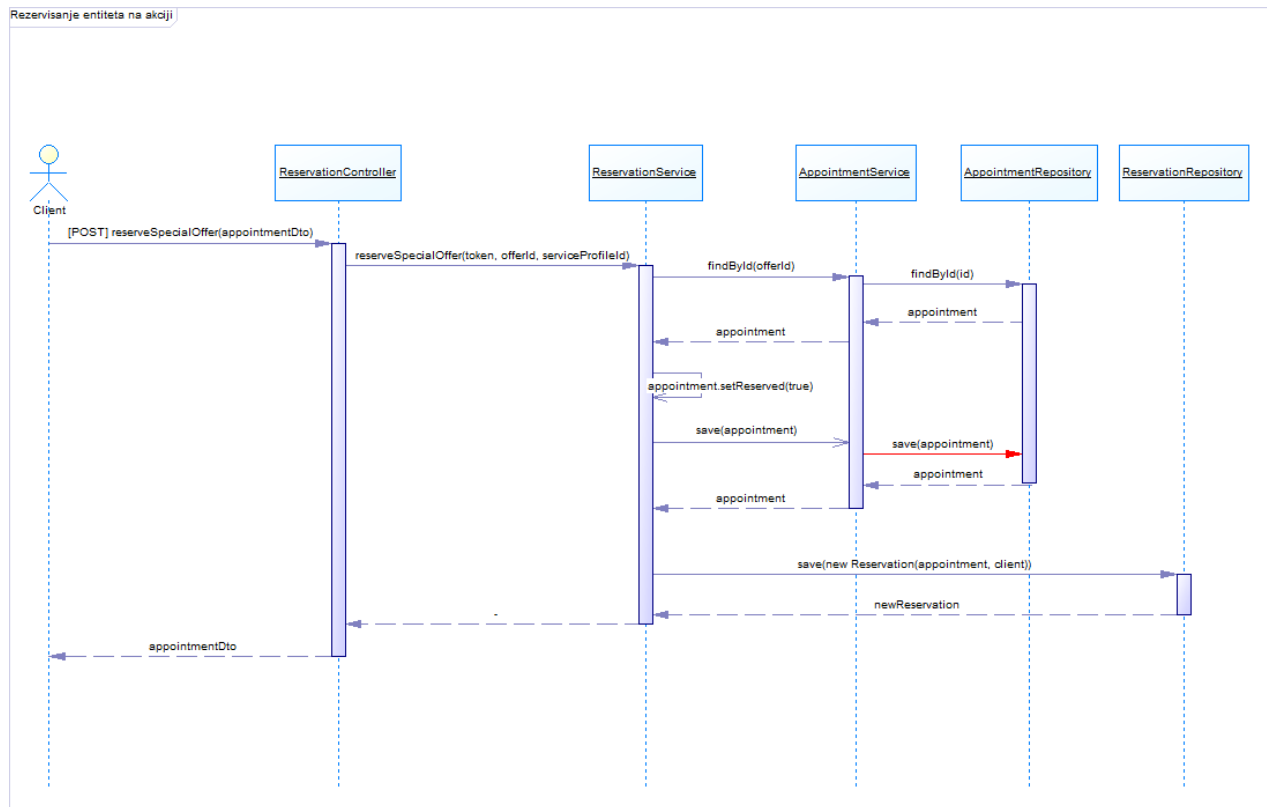 Rezervisanje entiteta na akciji
Client
ReservationController
ReservationService
AppointmentService
AppointmentRepository
ReservationRepository
[POST] reserveSpecialOffer(appointmentDto)
reserveSpecialOffer(token, offerId, serviceProfileId)
findById(offerId)
findById(id)
appointment
appointment
appointment.setReserved(true)
save(appointment)
save(appointment)
appointment
appointment
save(new Reservation(appointment, client))
newReservation
-
appointmentDto